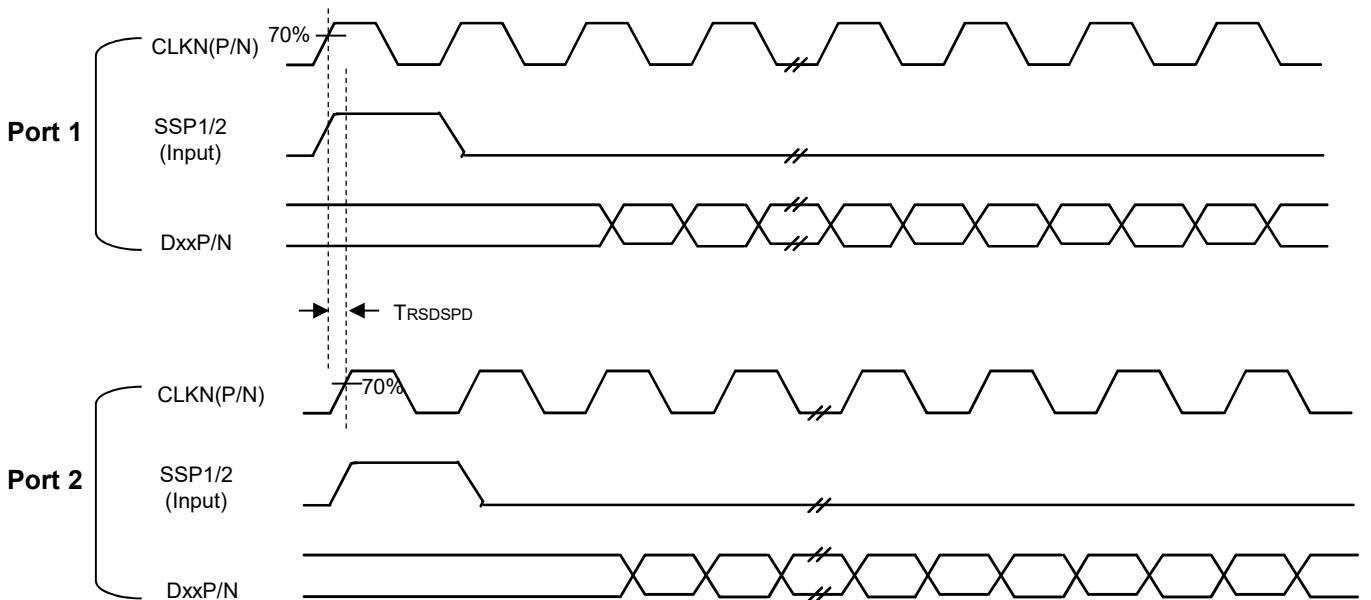 70%
CLKN(P/N)
Port 1
SSP1/2
(Input)
DxxP/N
TRSDSPD
70%
CLKN(P/N)
Port 2
SSP1/2
(Input)
DxxP/N